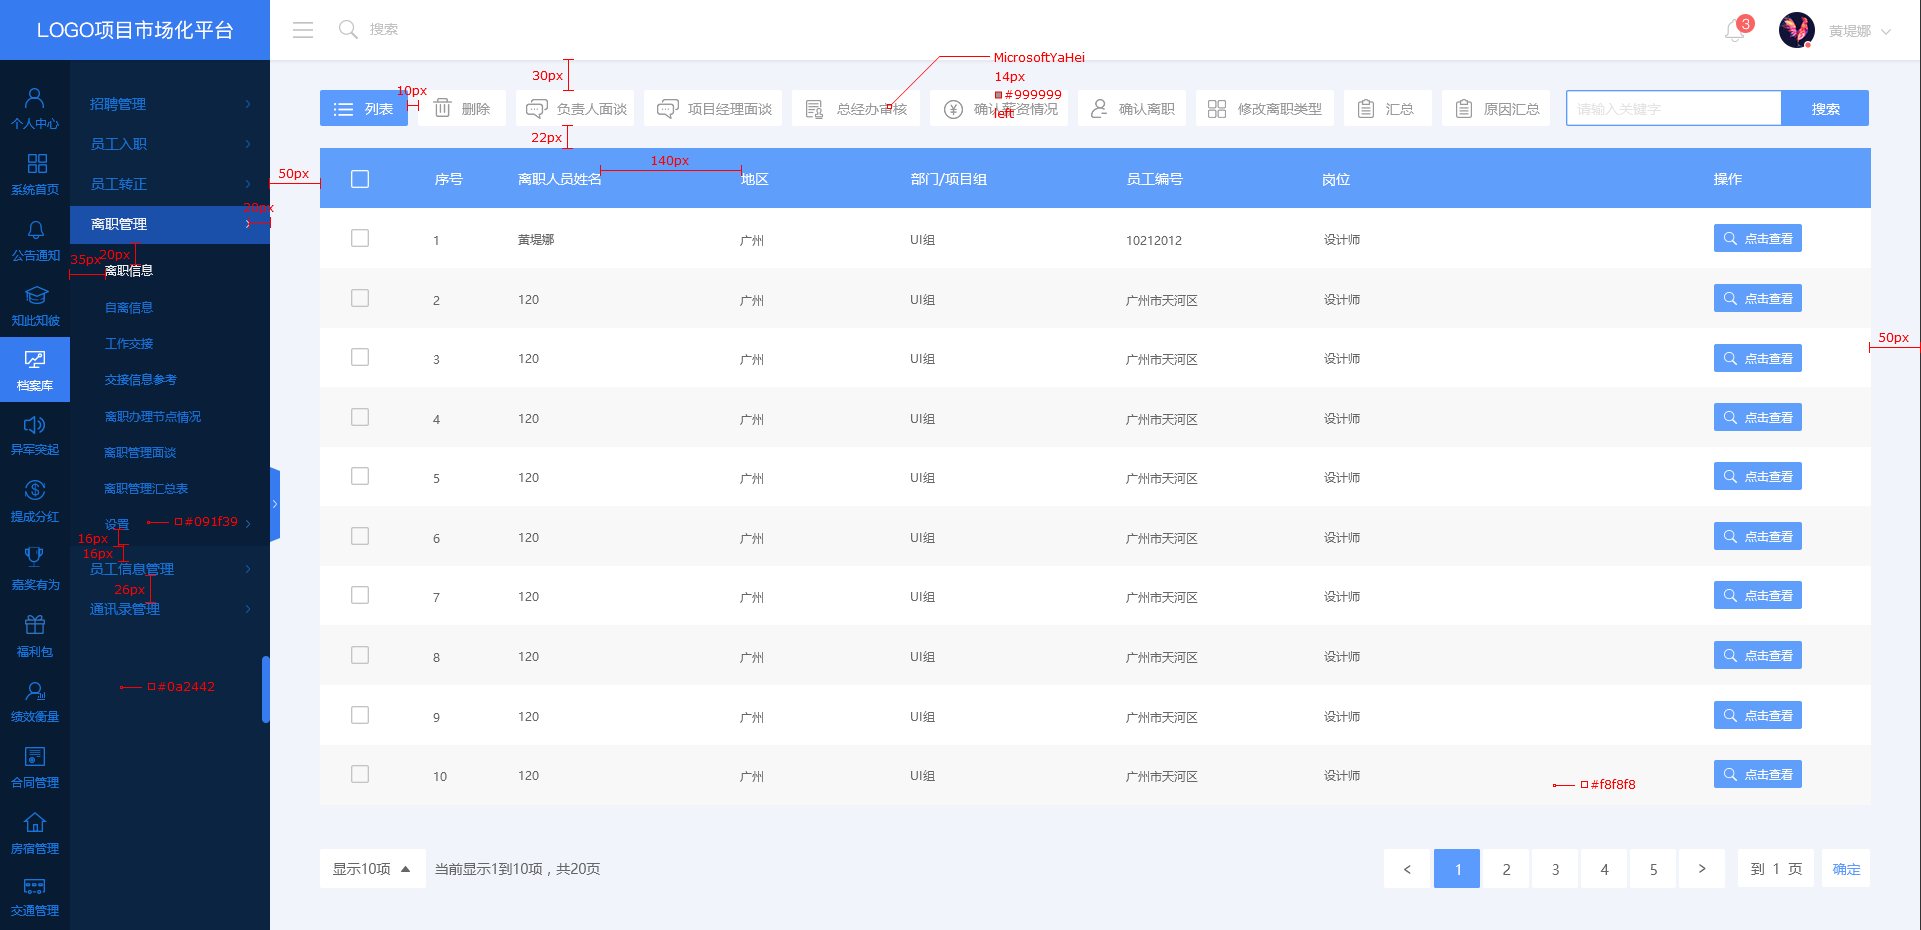 LOGO项目市场化平台
搜索
3
黄堤娜
MicrosoftYaHei
14px
#999999
left
30px
10px
22px
列表
删除
负责人面谈
项目经理面谈
总经办审核
确认薪资情况
确认离职
修改离职类型
汇总
原因汇总
请输入关键字
搜索
个人中心
系统首页
公告通知
知此知彼
档案库
异军突起
提成分红
嘉奖有为
福利包
绩效衡量
合同管理
房宿管理
交通管理
招聘管理
员工入职
员工转正
离职管理
20px
20px
35px
离职信息
自离信息
工作交接
交接信息参考
离职办理节点情况
离职管理面谈
离职管理汇总表
设置
#091f39
16px
16px
员工信息管理
26px
通讯录管理
#0a2442
50px
140px
50px
序号 离职人员姓名 地区 部门/项目组 员工编号 岗位 操作
1 黄堤娜 广州 UI组 10212012 设计师 点击查看
2 120 广州 UI组 广州市天河区 设计师 点击查看
3 120 广州 UI组 广州市天河区 设计师 点击查看
4 120 广州 UI组 广州市天河区 设计师 点击查看
5 120 广州 UI组 广州市天河区 设计师 点击查看
6 120 广州 UI组 广州市天河区 设计师 点击查看
7 120 广州 UI组 广州市天河区 设计师 点击查看
8 120 广州 UI组 广州市天河区 设计师 点击查看
9 120 广州 UI组 广州市天河区 设计师 点击查看
10 120 广州 UI组 广州市天河区 设计师 点击查看
#f8f8f8
显示10项 当前显示1到10项，共20页
< 1 2 3 4 5 > 到 1 页 确定